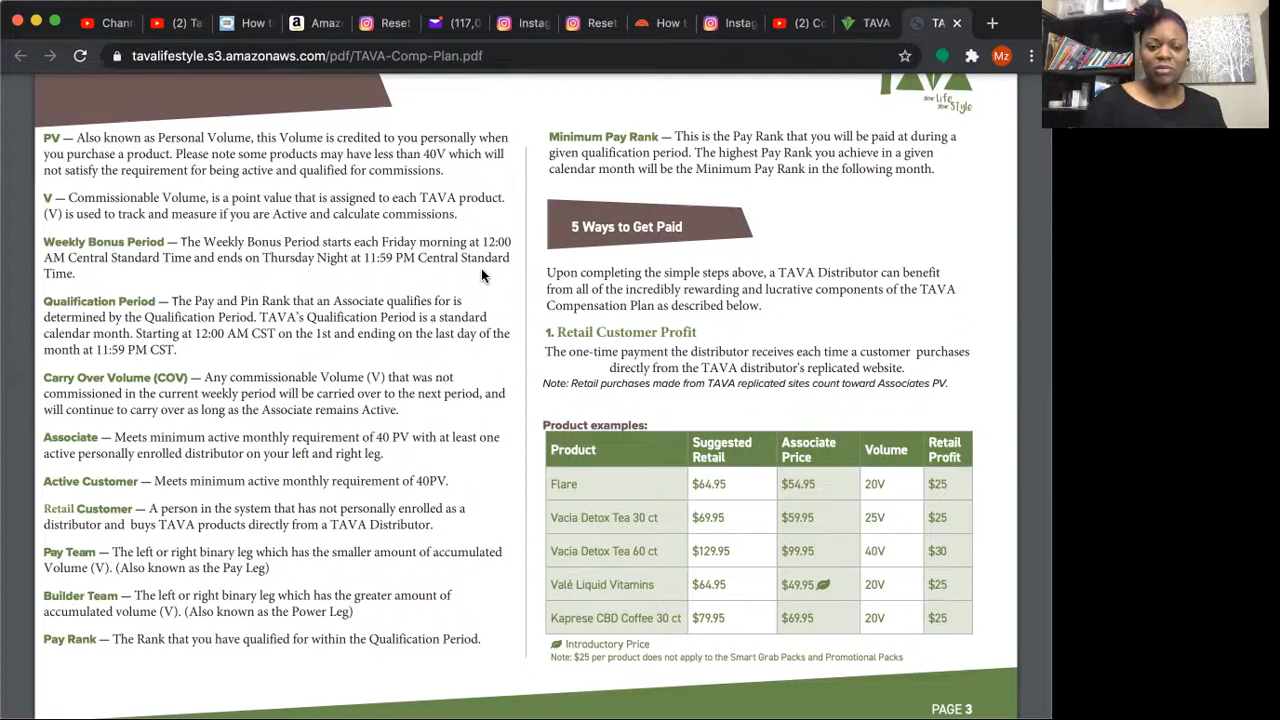 Chann
(2) Ta
How t
Amaz
Reset
(117,0
Instag
Reset
How t
Instag
(2) Co
TAVA
TA
tavalifestyle.s3.amazonaws.com/pdf/TAVA-Comp-Plan.pdf
Mz
TAVA
your Life
Style
PV — Also known as Personal Volume, this Volume is credited to you personally when
you purchase a product. Please note some products may have less than 40V which will
not satisfy the requirement for being active and qualified for commissions.
V — Commissionable Volume, is a point value that is assigned to each TAVA product.
(V) is used to track and measure if you are Active and calculate commissions.
Weekly Bonus Period — The Weekly Bonus Period starts each Friday morning at 12:00
AM Central Standard Time and ends on Thursday Night at 11:59 PM Central Standard
Time.
Qualification Period — The Pay and Pin Rank that an Associate qualifies for is
determined by the Qualification Period. TAVA's Qualification Period is a standard
calendar month. Starting at 12:00 AM CST on the 1st and ending on the last day of the
month at 11:59 PM CST.
Carry Over Volume (COV) — Any commissionable Volume (V) that was not
commissioned in the current weekly period will be carried over to the next period, and
will continue to carry over as long as the Associate remains Active.
Associate — Meets minimum active monthly requirement of 40 PV with at least one
active personally enrolled distributor on your left and right leg.
Active Customer — Meets minimum active monthly requirement of 40PV.
Retail Customer — A person in the system that has not personally enrolled as a
distributor and buys TAVA products directly from a TAVA Distributor.
Pay Team — The left or right binary leg which has the smaller amount of accumulated
Volume (V). (Also known as the Pay Leg)
Builder Team — The left or right binary leg which has the greater amount of
accumulated volume (V). (Also known as the Power Leg)
Pay Rank — The Rank that you have qualified for within the Qualification Period.
Minimum Pay Rank — This is the Pay Rank that you will be paid at during a
given qualification period. The highest Pay Rank you achieve in a given
calendar month will be the Minimum Pay Rank in the following month.
5 Ways to Get Paid
Upon completing the simple steps above, a TAVA Distributor can benefit
from all of the incredibly rewarding and lucrative components of the TAVA
Compensation Plan as described below.
1. Retail Customer Profit
The one-time payment the distributor receives each time a customer purchases
directly from the TAVA distributor's replicated website.
Note: Retail purchases made from TAVA replicated sites count toward Associates PV.
Product examples:
Product Suggested Retail Associate Price Volume Retail Profit
Flare $64.95 $54.95 20V $25
Vacia Detox Tea 30 ct $69.95 $59.95 25V $25
Vacia Detox Tea 60 ct $129.95 $99.95 40V $30
Valé Liquid Vitamins $64.95 $49.95 20V $25
Kaprese CBD Coffee 30 ct $79.95 $69.95 20V $25
Introductory Price
Note: $25 per product does not apply to the Smart Grab Packs and Promotional Packs
PAGE 3